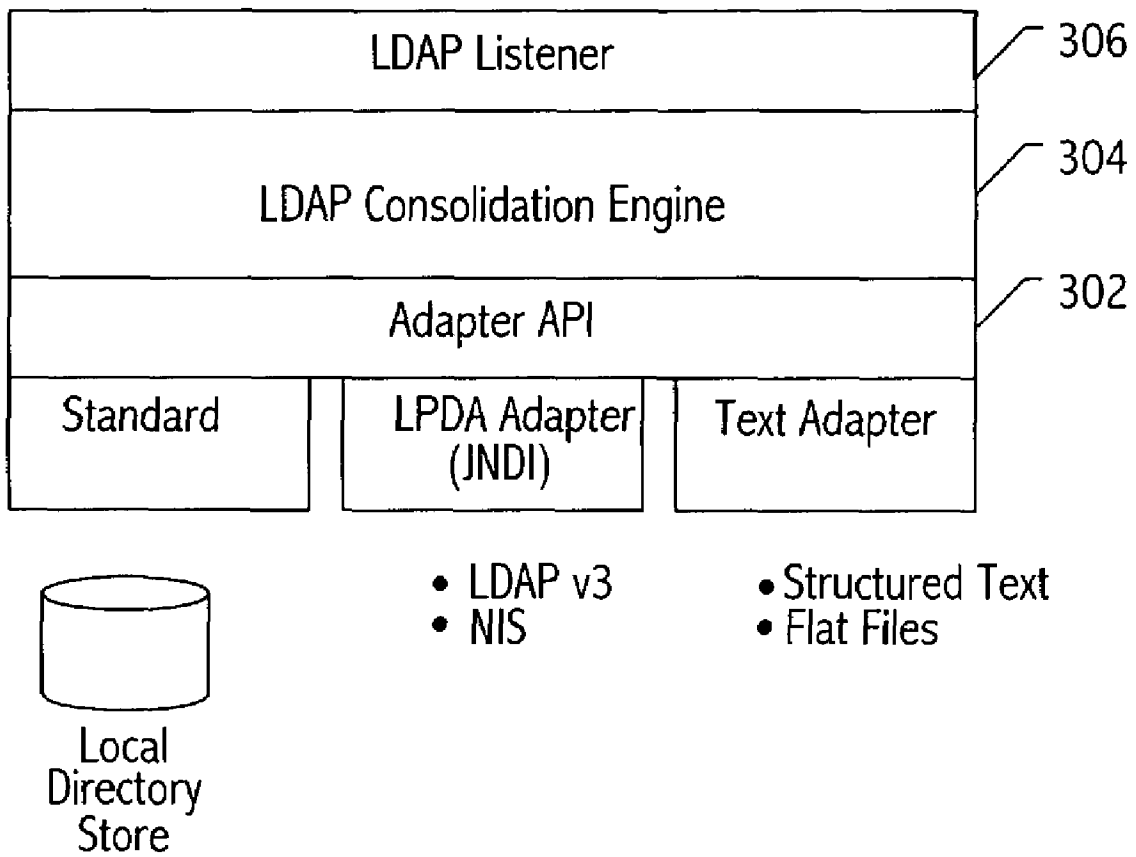 LDAP Listener
306
LDAP Consolidation Engine
304
Adapter API
302
Standard
LPDA Adapter
(JNDI)
Text Adapter
• LDAP v3
• NIS
• Structured Text
• Flat Files
Local
Directory
Store